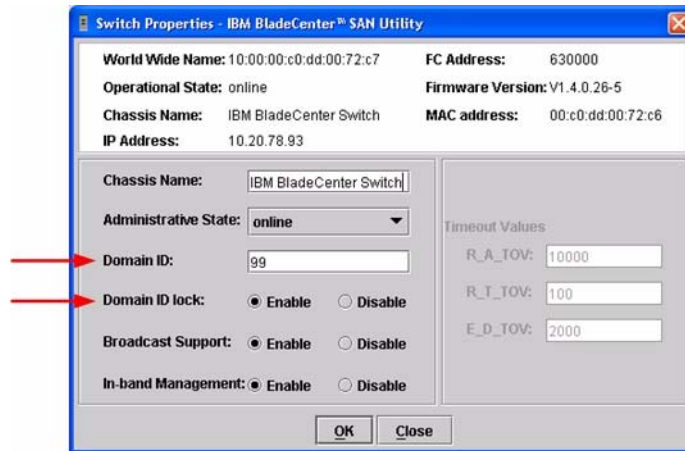 Switch Properties - IBM BladeCenter™ SAN Utility
World Wide Name: 10:00:00:c0:dd:00:72:c7 FC Address: 630000
Operational State: online Firmware Version: V1.4.0.26-5
Chassis Name: IBM BladeCenter Switch MAC address: 00:c0:dd:00:72:c6
IP Address: 10.20.78.93
Chassis Name: IBM BladeCenter Switch
Administrative State: online
Domain ID: 99
Domain ID lock: Enable Disable
Broadcast Support: Enable Disable
In-band Management: Enable Disable
Timeout Values
R_A_TOV: 10000
R_T_TOV: 100
E_D_TOV: 2000
OK Close